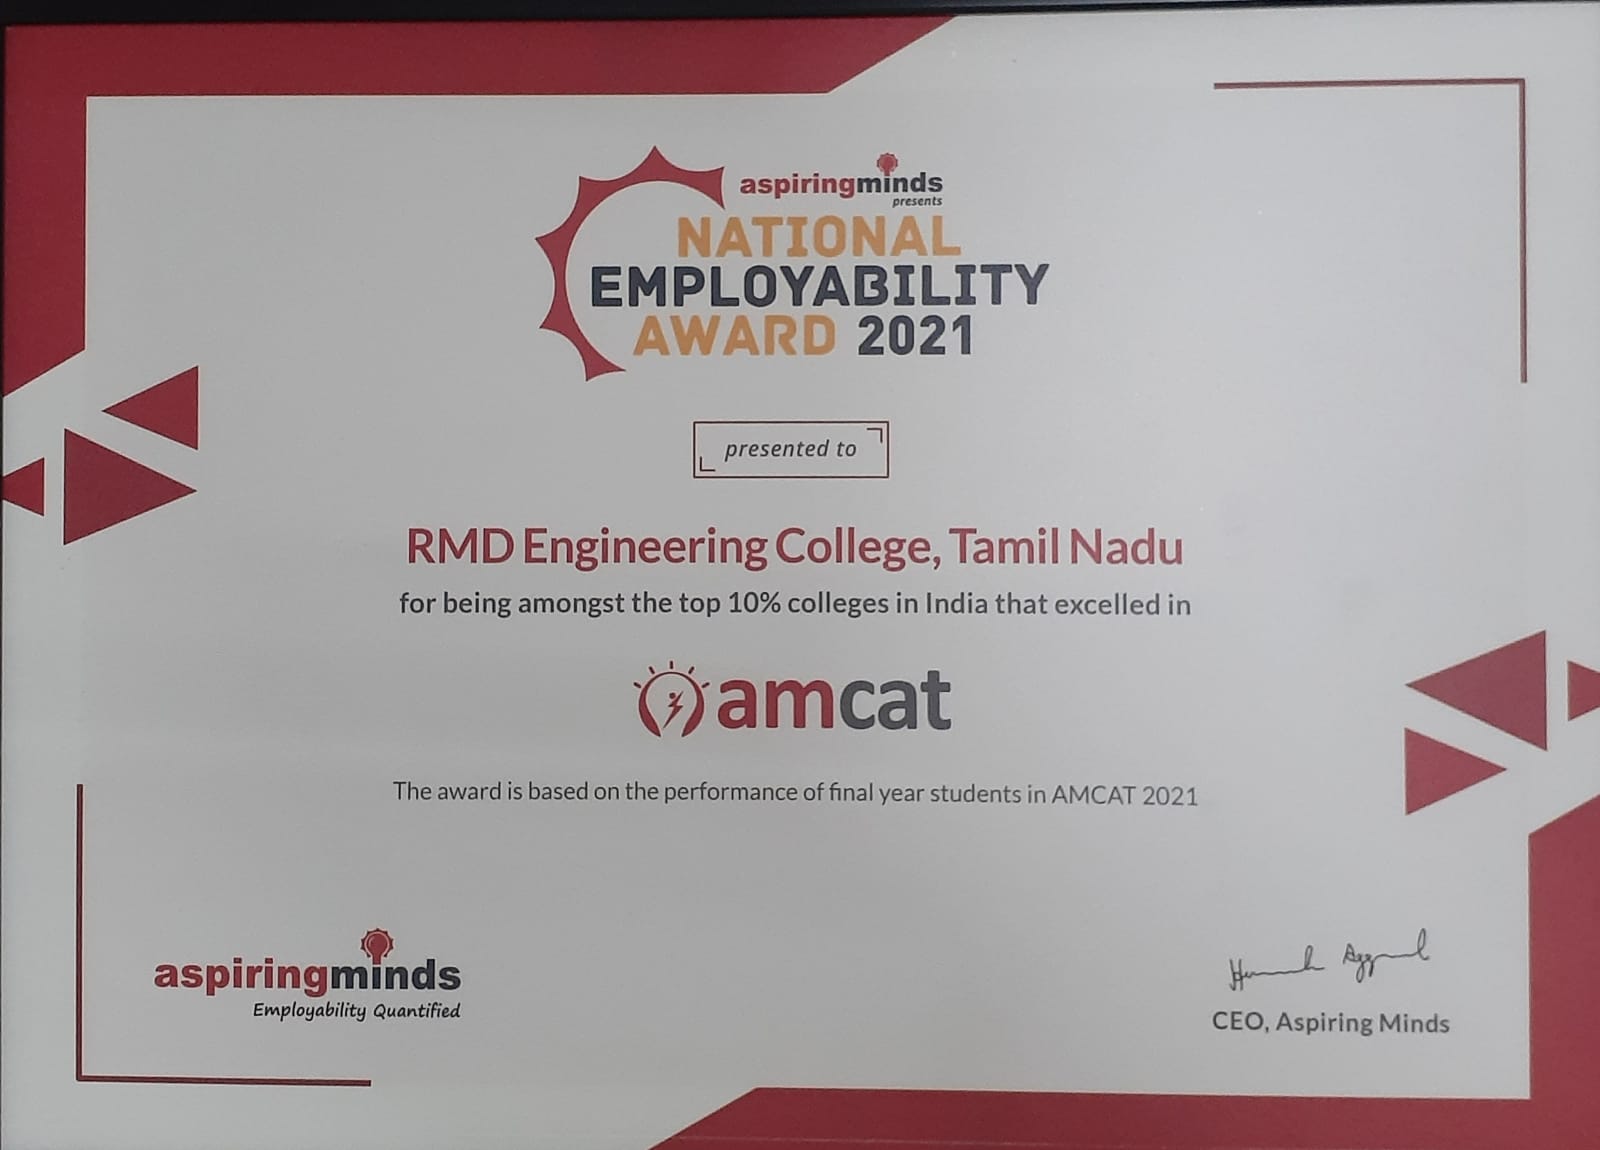 aspiringminds
presents
NATIONAL
EMPLOYABILITY
AWARD 2021
presented to
RMD Engineering College, Tamil Nadu
for being amongst the top 10% colleges in India that excelled in
amcat
The award is based on the performance of final year students in AMCAT 2021
aspiringminds
Employability Quantified
CEO, Aspiring Minds